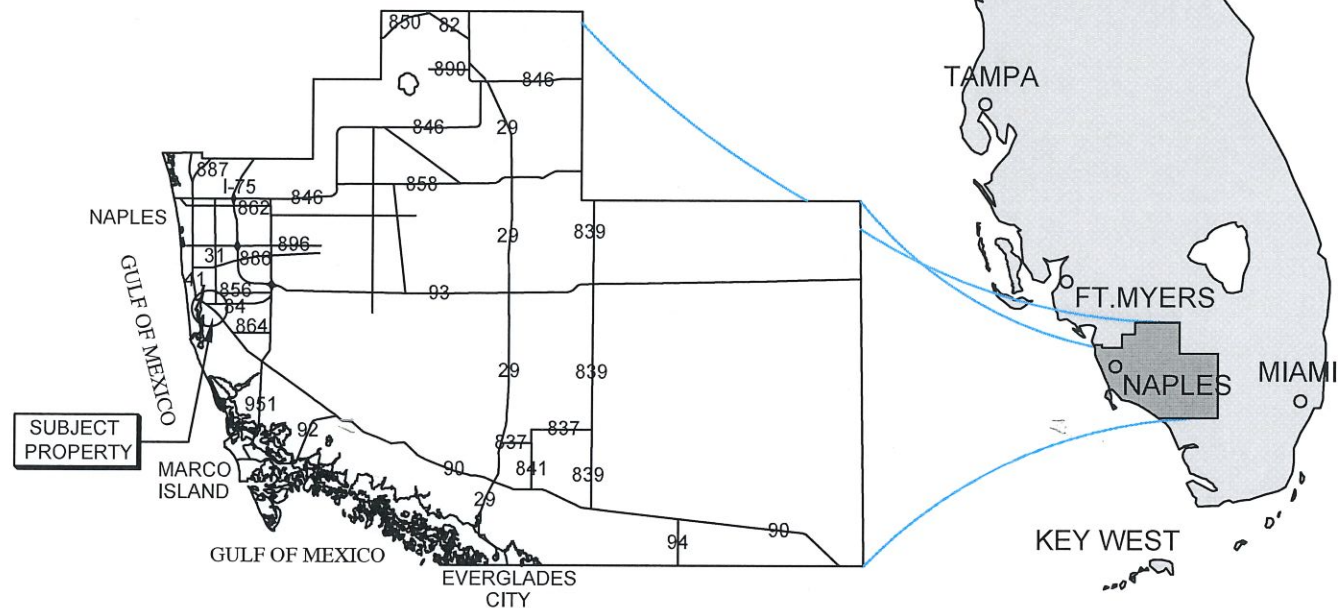 850
82
TAMPA
890
846
846
29
887
I-75
846
858
862
NAPLES
29
839
896
31
886
41
856
93
84
864
FT.MYERS
GULF OF MEXICO
NAPLES
MIAMI
29
839
951
SUBJECT
PROPERTY
92
837
837
MARCO
ISLAND
90
841
839
29
GULF OF MEXICO
94
90
KEY WEST
EVERGLADES
CITY